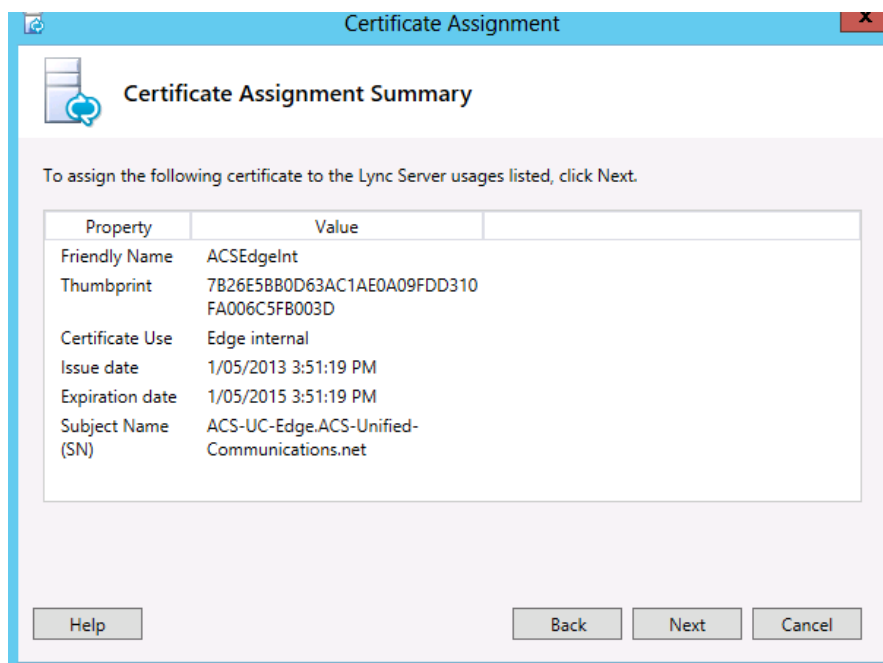 Certificate Assignment
x
Certificate Assignment Summary
To assign the following certificate to the Lync Server usages listed, click Next.
Property Value
Friendly Name ACSEdgeInt
Thumbprint 7B26E5BB0D63AC1AE0A09FDD310
FA006C5FB003D
Certificate Use Edge internal
Issue date 1/05/2013 3:51:19 PM
Expiration date 1/05/2015 3:51:19 PM
Subject Name ACS-UC-Edge.ACS-Unified-
(SN) Communications.net
Help Back Next Cancel